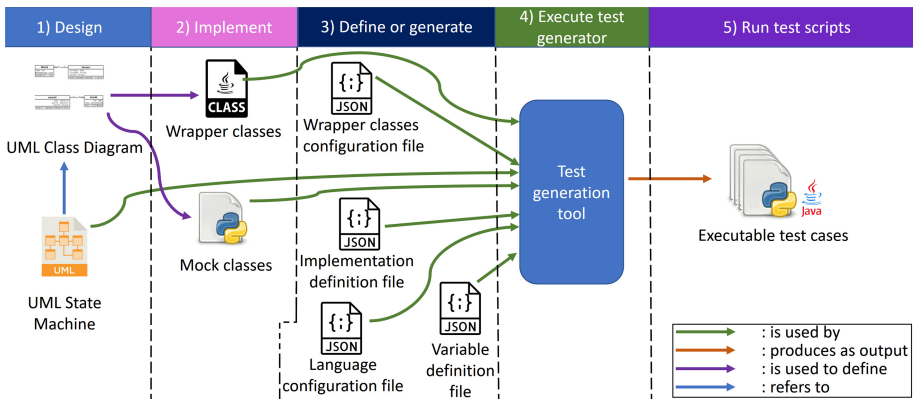 1) Design
2) Implement
3) Define or generate
4) Execute test
generator
5) Run test scripts
UML Class Diagram
UML
UML State
Machine
CLASS
Wrapper classes
Mock classes
{;}
JSON
Wrapper classes
configuration file
{;}
JSON
Implementation
definition file
{;}
JSON
Language
configuration file
{;}
JSON
Variable
definition
file
Test
generation
tool
Java
Executable test cases
: is used by
: produces as output
: is used to define
: refers to